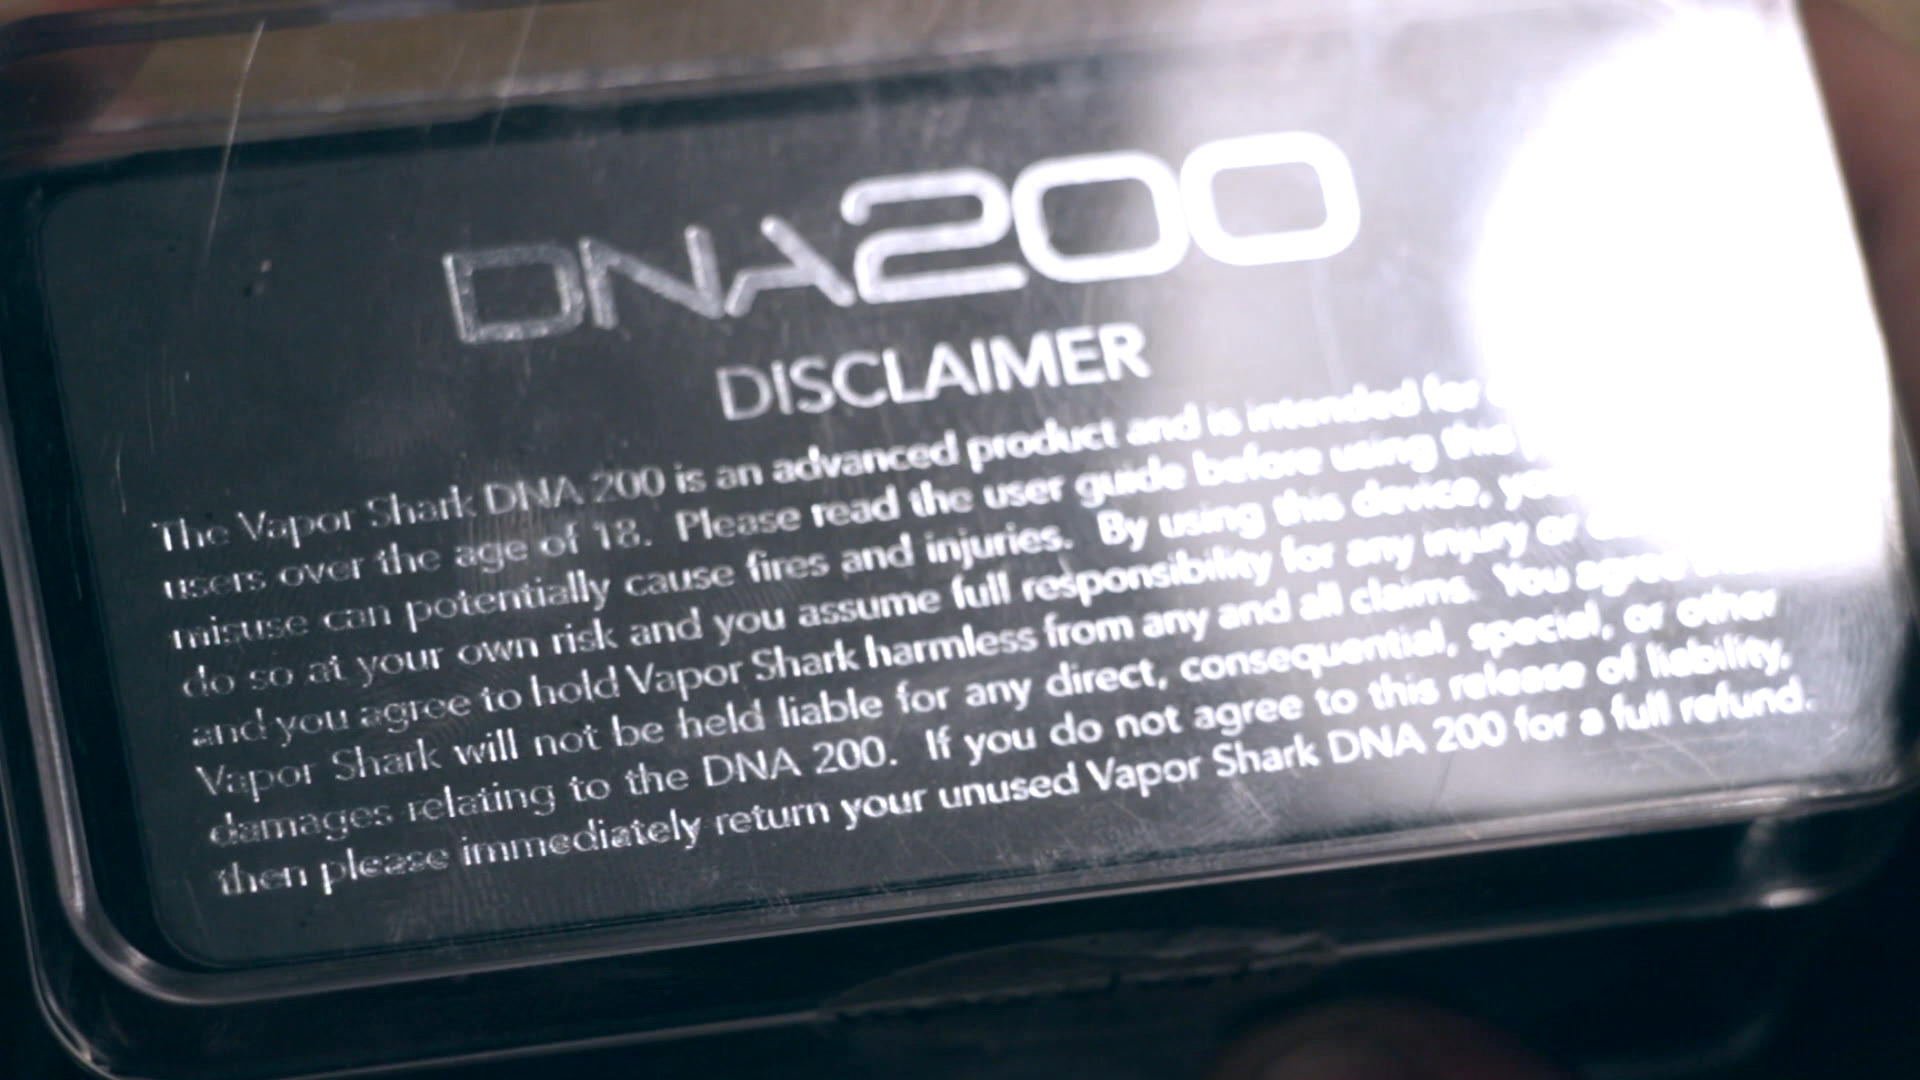 DNA200
DISCLAIMER
The Vapor Shark DNA 200 is an advanced product and is intended for
users over the age of 18. Please read the user guide before using this
misuse can potentially cause fires and injuries. By using this device, you
do so at your own risk and you assume full responsibility for any injury or
and you agree to hold Vapor Shark harmless from any and all claims. You agree
Vapor Shark will not be held liable for any direct, consequential, special, or other
damages relating to the DNA 200. If you do not agree to this release of liability,
then please immediately return your unused Vapor Shark DNA 200 for a full refund.